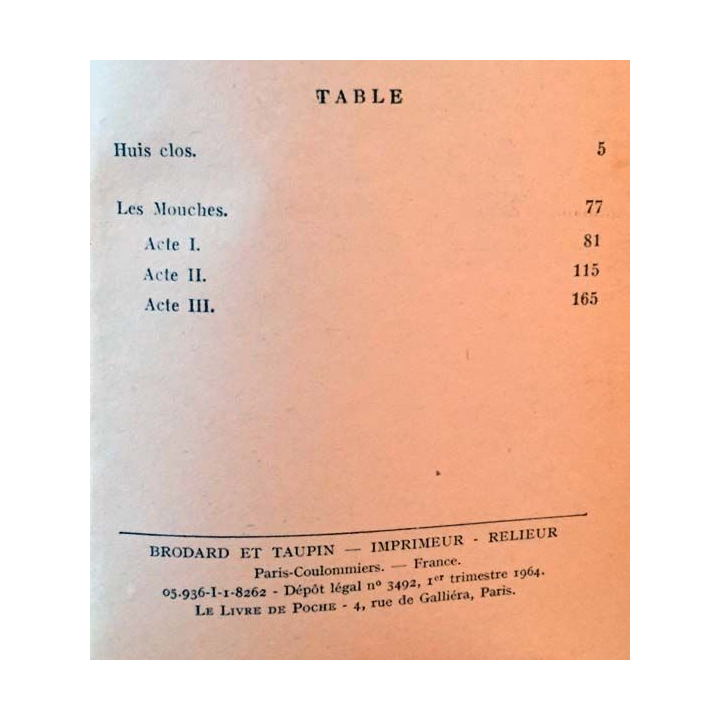 TABLE
Huis clos. 5
Les Mouches. 77
Acte I. 81
Acte II. 115
Acte III. 165
BRODARD ET TAUPIN — IMPRIMEUR - RELIEUR
Paris-Coulommiers. — France.
05.936-I-1-8262 - Dépôt légal nº 3492, 1er trimestre 1964.
LE LIVRE DE POCHE - 4, rue de Galliéra, Paris.